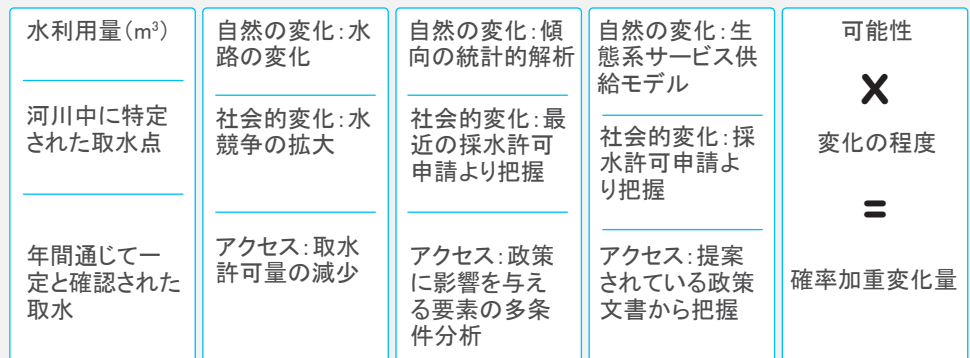 水利用量(m³)
河川中に特定
された取水点
年間通じて一
定と確認された
取水
自然の変化:水
路の変化
社会的変化:水
競争の拡大
アクセス:取水
許可量の減少
自然の変化:傾
向の統計的解析
社会的変化:最
近の採水許可
申請より把握
アクセス:政策
に影響を与え
る要素の多条
件分析
自然の変化:生
態系サービス供
給モデル
社会的変化:採
水許可申請よ
り把握
アクセス:提案
されている政策
文書から把握
可能性
×
変化の程度
=
確率加重変化量